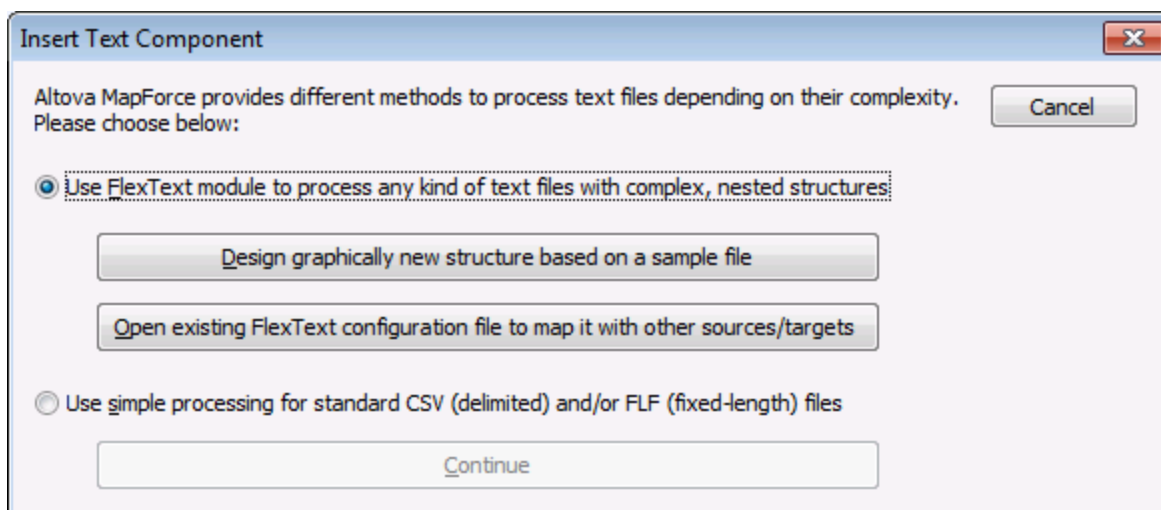 Insert Text Component
Altova MapForce provides different methods to process text files depending on their complexity.
Please choose below:
Cancel
Use FlexText module to process any kind of text files with complex, nested structures
Design graphically new structure based on a sample file
Open existing FlexText configuration file to map it with other sources/targets
Use simple processing for standard CSV (delimited) and/or FLF (fixed-length) files
Continue